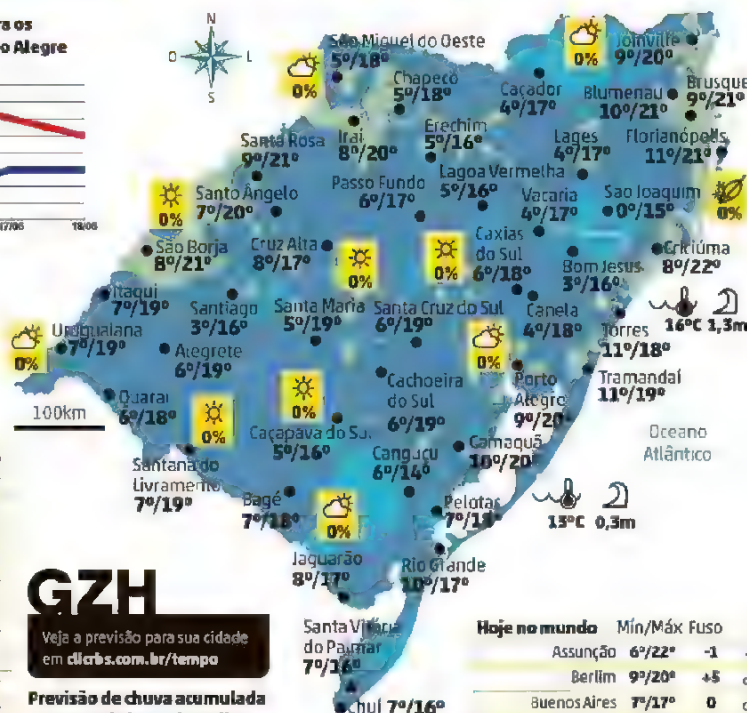 ra os
o Alegre
17/06
18/06
N
O
L
S
0%
São Miguel do Oeste
5º/18º
Chapecó
5º/18º
Caçador
4º/17º
0%
Joinville
9º/20º
Blumenau
10º/21º
Brusque
9º/21º
Santa Rosa
9º/21º
Iraí
8º/20º
Erechim
5º/16º
Lages
4º/17º
Florianópolis
11º/21º
0%
Santo Ângelo
7º/20º
Passo Fundo
6º/17º
Lagoa Vermelha
5º/16º
Vacaria
4º/17º
São Joaquim
0º/15º
0%
São Borja
8º/21º
Cruz Alta
8º/17º
0%
0%
Caxias
do Sul
6º/18º
Bom Jesus
3º/16º
Criciúma
8º/22º
Itaqui
7º/19º
Santiago
3º/16º
Santa Maria
5º/19º
Santa Cruz do Sul
6º/19º
Canela
4º/18º
Torres
11º/18º
16ºC 1,3m
0%
Uruguaiana
7º/19º
Alegrete
6º/19º
0%
Quaraí
6º/18º
100km
0%
0%
Cachoeira
do Sul
6º/19º
Porto
Alegre
9º/20º
Tramandaí
11º/19º
Caçapava do Sul
5º/16º
Camaquã
10º/20º
Oceano
Atlântico
Santana do
Livramento
7º/19º
Canguçu
6º/14º
Bagé
7º/18º
0%
Pelotas
7º/18º
13ºC 0,3m
Jaguarão
8º/17º
Rio Grande
10º/17º
GZH
Veja a previsão para sua cidade
em clicrbs.com.br/tempo
Santa Vitória
do Palmar
7º/16º
Chuí 7º/16º
Previsão de chuva acumulada
Hoje no mundo Mín/Máx Fuso
Assunção 6º/22º -1
Berlim 9º/20º +5
Buenos Aires 7º/17º 0